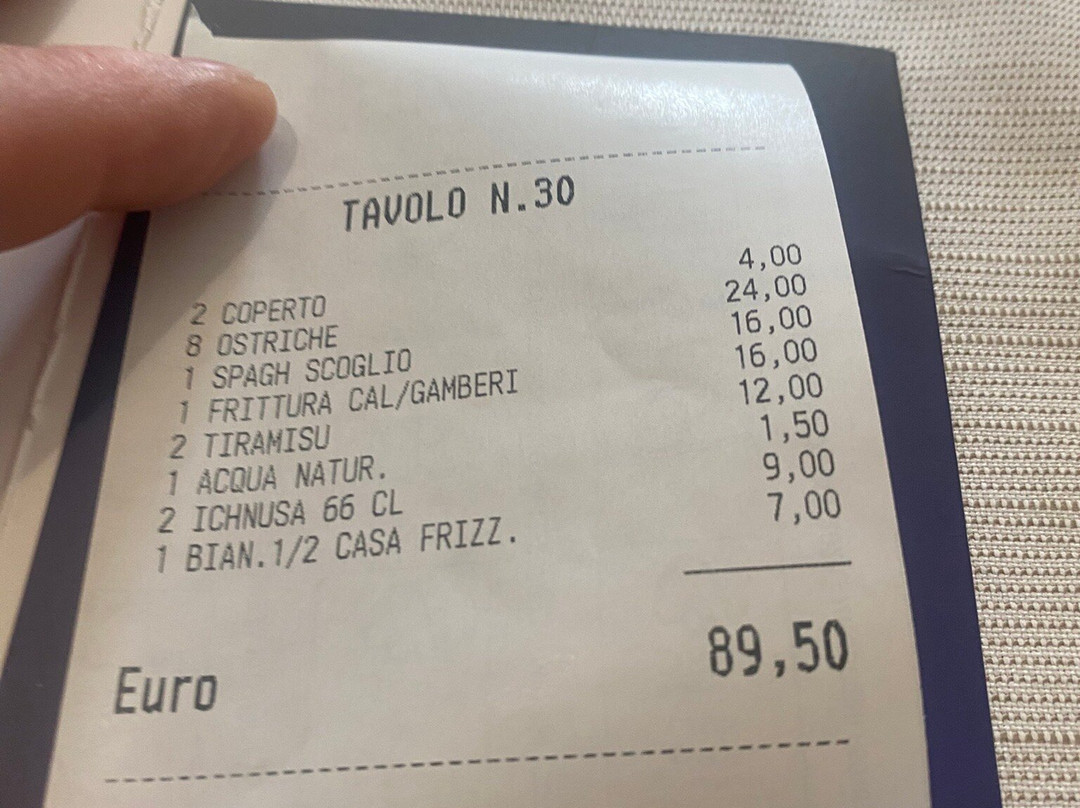 TAVOLO N.30
2 COPERTO 4,00
8 OSTRICHE 24,00
1 SPAGH SCOGLIO 16,00
1 FRITTURA CAL/GAMBERI 16,00
2 TIRAMISU 12,00
1 ACQUA NATUR. 1,50
2 ICHNUSA 66 CL 9,00
1 BIAN.1/2 CASA FRIZZ. 7,00
Euro 89,50